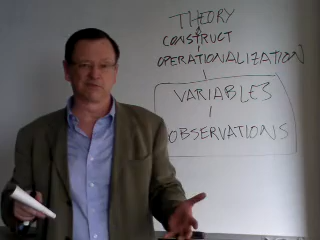 THEORY
CONSTRUCT
OPERATIONALIZATION
VARIABLES
OBSERVATIONS